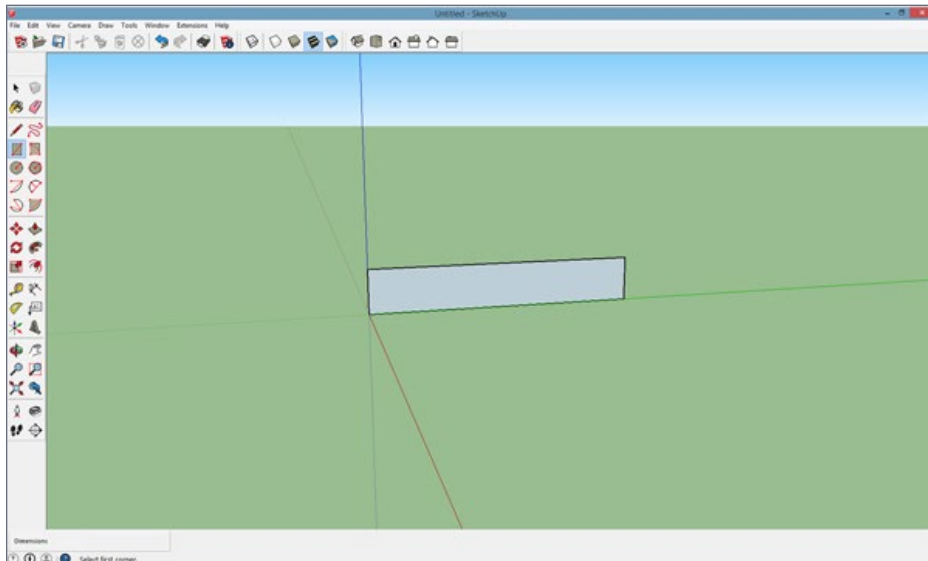 Untitled - SketchUp
File Edit View Camera Draw Tools Window Extensions Help
Dimensions
Select first corner.